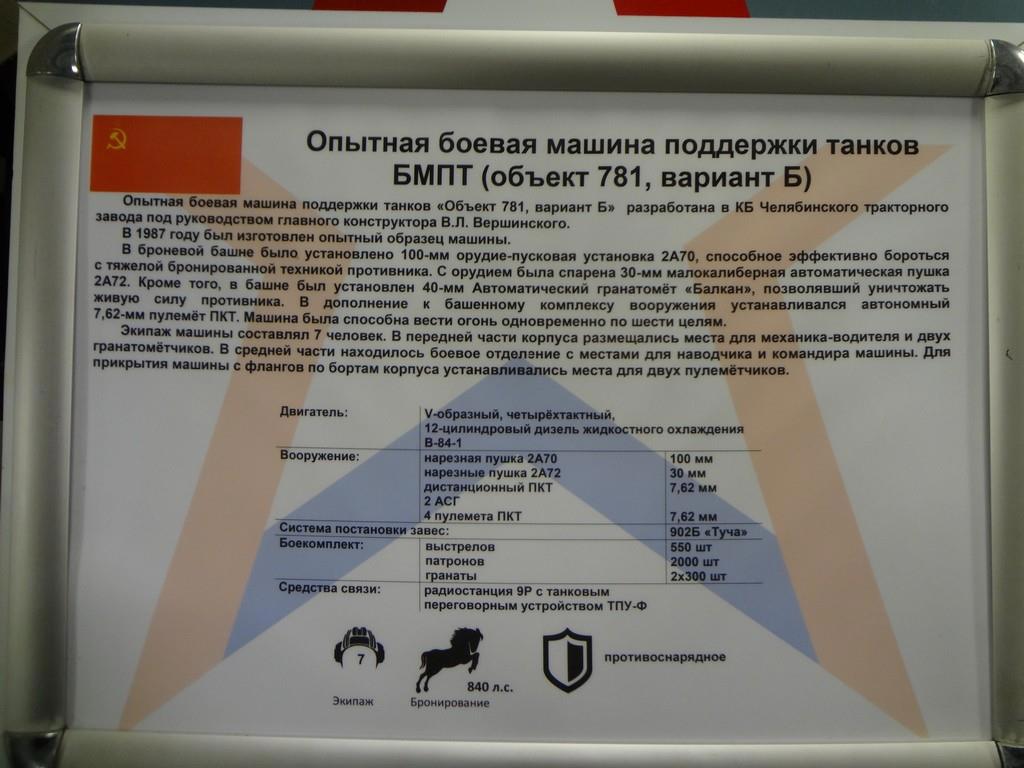 Опытная боевая машина поддержки танков
БМПТ (объект 781, вариант Б)
Опытная боевая машина поддержки танков «Объект 781, вариант Б» разработана в КБ Челябинского тракторного
завода под руководством главного конструктора В.Л. Вершинского.
В 1987 году был изготовлен опытный образец машины.
В броневой башне было установлено 100-мм орудие-пусковая установка 2А70, способное эффективно бороться
с тяжелой бронированной техникой противника. С орудием была спарена 30-мм малокалиберная автоматическая пушка
2А72. Кроме того, в башне был установлен 40-мм Автоматический гранатомёт «Балкан», позволявший уничтожать
живую силу противника. В дополнение к башенному комплексу вооружения устанавливался автономный
7,62-мм пулемёт ПКТ. Машина была способна вести огонь одновременно по шести целям.
Экипаж машины составлял 7 человек. В передней части корпуса размещались места для механика-водителя и двух
гранатомётчиков. В средней части находилось боевое отделение с местами для наводчика и командира машины. Для
прикрытия машины с флангов по бортам корпуса устанавливались места для двух пулемётчиков.
Двигатель: V-образный, четырёхтактный,
12-цилиндровый дизель жидкостного охлаждения
В-84-1
Вооружение: нарезная пушка 2А70 100 мм
нарезные пушка 2А72 30 мм
дистанционный ПКТ 7,62 мм
2 АСГ
4 пулемета ПКТ 7,62 мм
Система постановки завес: 902Б «Туча»
Боекомплект: выстрелов 550 шт
патронов 2000 шт
гранаты 2х300 шт
Средства связи: радиостанция 9Р с танковым
переговорным устройством ТПУ-Ф
7
840 л.с.
противоснарядное
Экипаж
Бронирование